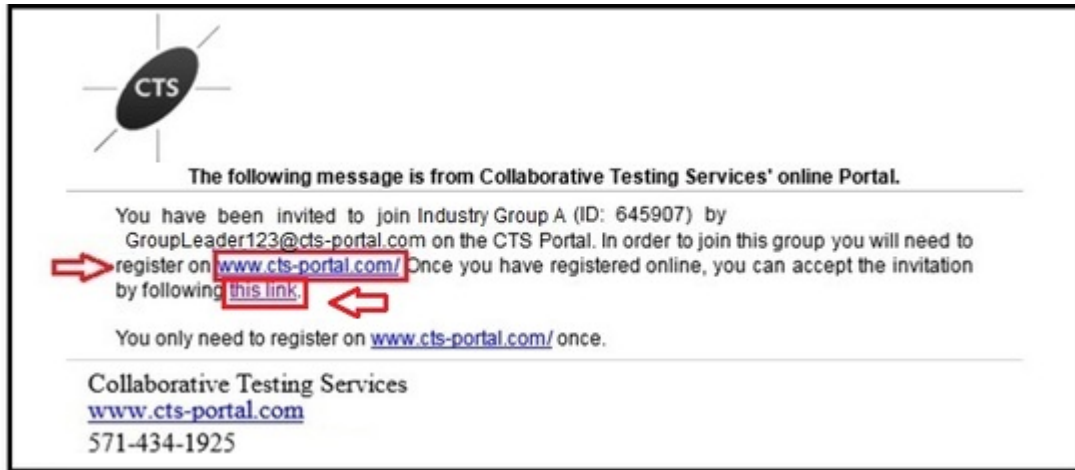 CTS
The following message is from Collaborative Testing Services' online Portal.
You have been invited to join Industry Group A (ID: 645907) by
GroupLeader123@cts-portal.com on the CTS Portal. In order to join this group you will need to
register on www.cts-portal.com/ Once you have registered online, you can accept the invitation
by following this link.
You only need to register on www.cts-portal.com/ once.
Collaborative Testing Services
www.cts-portal.com
571-434-1925